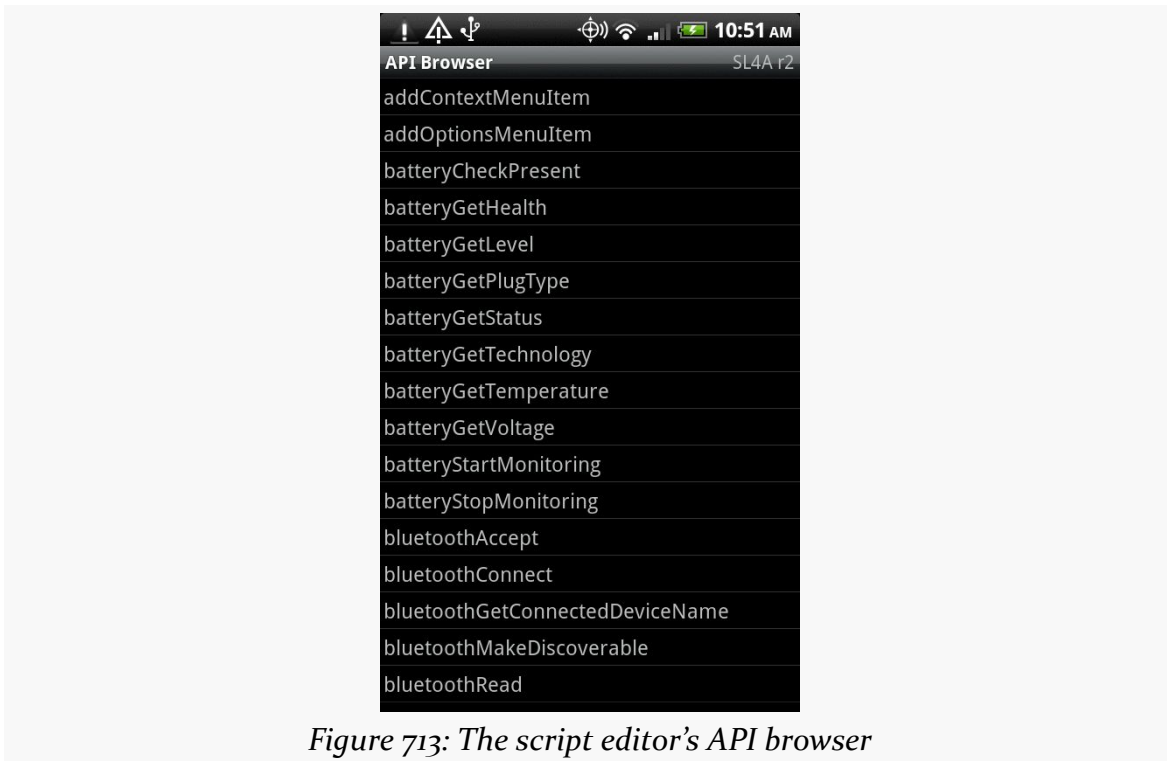 10:51 AM
API Browser SL4A r2
addContextMenuItem
addOptionsMenuItem
batteryCheckPresent
batteryGetHealth
batteryGetLevel
batteryGetPlugType
batteryGetStatus
batteryGetTechnology
batteryGetTemperature
batteryGetVoltage
batteryStartMonitoring
batteryStopMonitoring
bluetoothAccept
bluetoothConnect
bluetoothGetConnectedDeviceName
bluetoothMakeDiscoverable
bluetoothRead
Figure 713: The script editor’s API browser